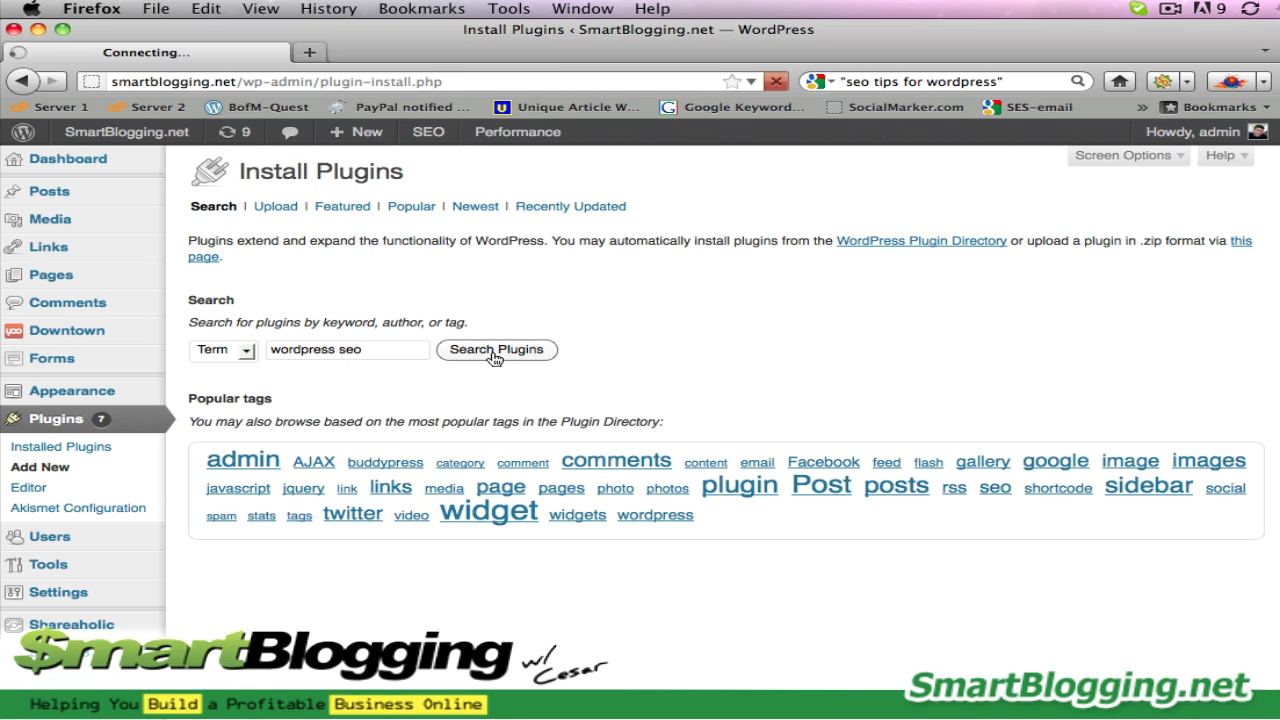 Firefox File Edit View History Bookmarks Tools Window Help 9
Install Plugins ‹ SmartBlogging.net — WordPress
Connecting...
smartblogging.net/wp-admin/plugin-install.php "seo tips for wordpress"
Server 1 Server 2 BofM-Quest PayPal notified ... Unique Article W... Google Keyword... SocialMarker.com SES-email » Bookmarks
SmartBlogging.net 9 + New SEO Performance Howdy, admin
Screen Options Help
Dashboard
Posts
Media
Links
Pages
Comments
Downtown
Forms
Appearance
Plugins 7
Installed Plugins
Add New
Editor
Akismet Configuration
Users
Tools
Settings
Shareaholic
Install Plugins
Search | Upload | Featured | Popular | Newest | Recently Updated
Plugins extend and expand the functionality of WordPress. You may automatically install plugins from the WordPress Plugin Directory or upload a plugin in .zip format via this
page.
Search
Search for plugins by keyword, author, or tag.
Term wordpress seo Search Plugins
Popular tags
You may also browse based on the most popular tags in the Plugin Directory:
admin AJAX buddypress category comment comments content email Facebook feed flash gallery google image images
javascript jquery link links media page pages photo photos plugin Post posts rss seo shortcode sidebar social
spam stats tags twitter video widget widgets wordpress
$martBlogging w/ Cesar
Helping You Build a Profitable Business Online
SmartBlogging.net